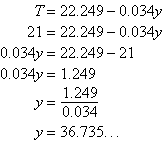 T = 22.249 − 0.034y
21 = 22.249 − 0.034y
0.034y = 22.249 − 21
0.034y = 1.249
y = 1.249/0.034
y = 36.735...